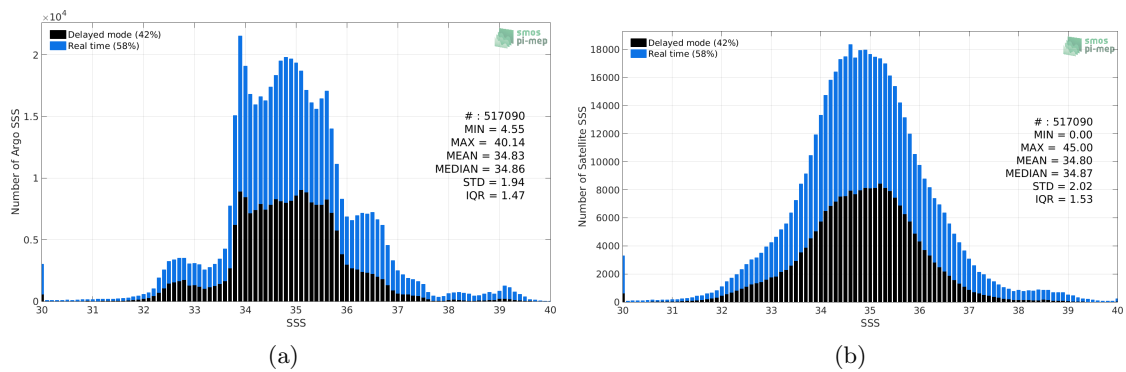 ×10⁴
Delayed mode (42%)
Real time (58%)
smos
pi-mep
# : 517090
MIN = 4.55
MAX = 40.14
MEAN = 34.83
MEDIAN = 34.86
STD = 1.94
IQR = 1.47
Number of Argo SSS
2
1.5
1
0.5
0
30 31 32 33 34 35 36 37 38 39 40
SSS
(a)
Delayed mode (42%)
Real time (58%)
smos
pi-mep
# : 517090
MIN = 0.00
MAX = 45.00
MEAN = 34.80
MEDIAN = 34.87
STD = 2.02
IQR = 1.53
Number of Satellite SSS
18000
16000
14000
12000
10000
8000
6000
4000
2000
0
30 31 32 33 34 35 36 37 38 39 40
SSS
(b)